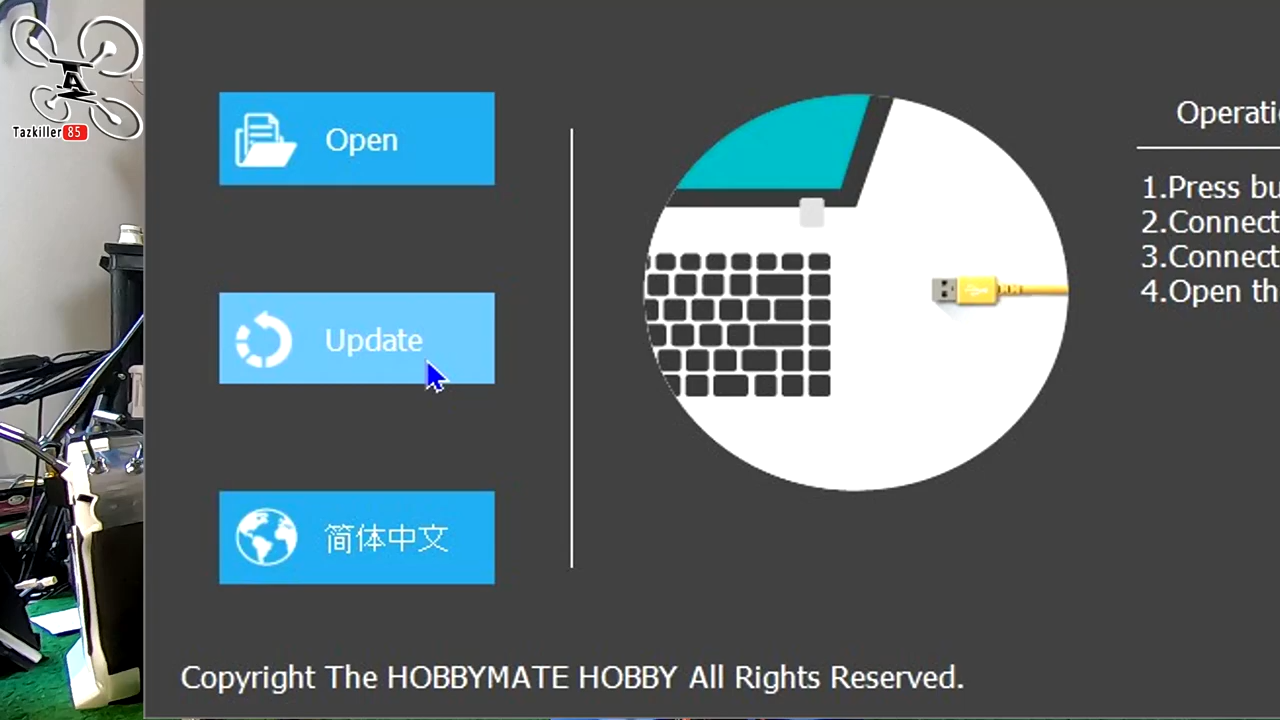 A
Tazkiller 85
Open
Update
简体中文
Operati
1.Press bu
2.Connect
3.Connect
4.Open th
Copyright The HOBBYMATE HOBBY All Rights Reserved.